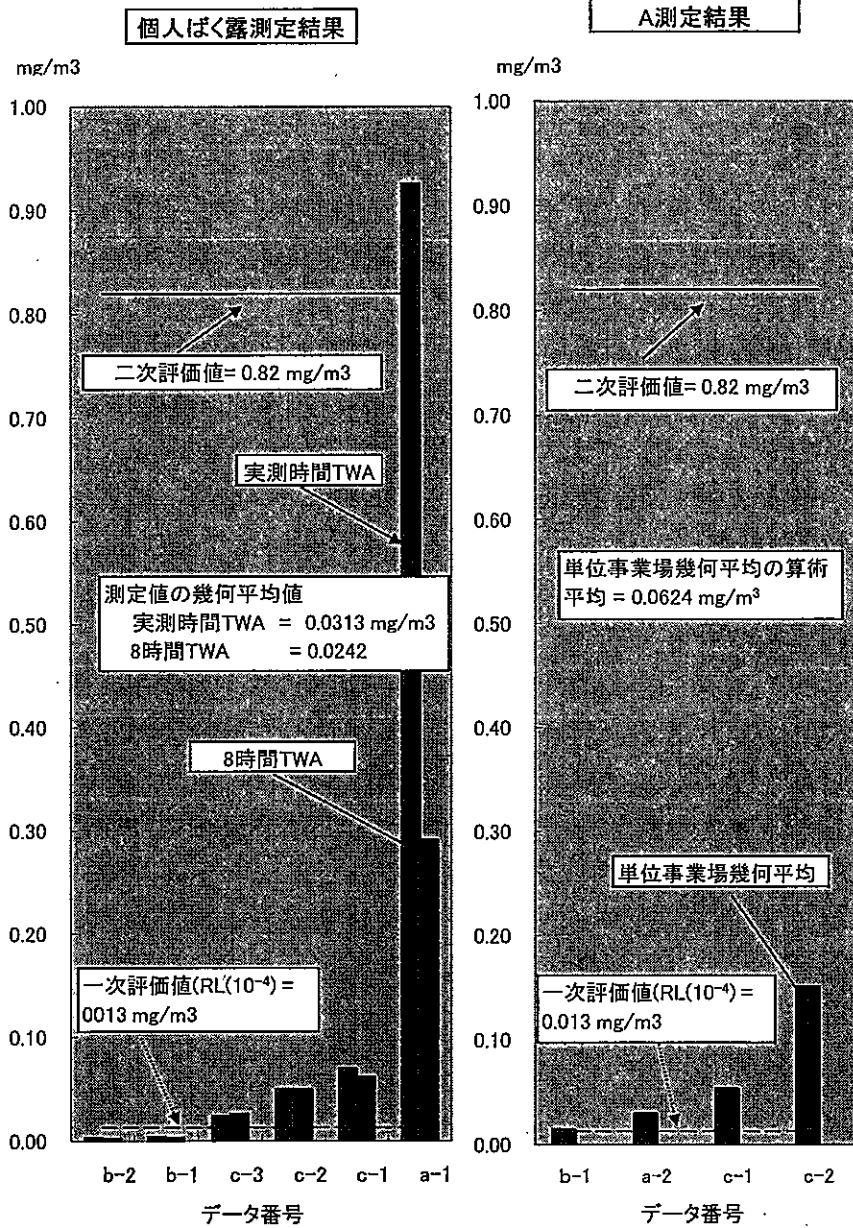 個人ばく露測定結果
mg/m3
1.00
0.90
0.80
0.70
0.60
0.50
0.40
0.30
0.20
0.10
0.00
二次評価値= 0.82 mg/m3
実測時間TWA
測定値の幾何平均値
実測時間TWA = 0.0313 mg/m3
8時間TWA = 0.0242
8時間TWA
一次評価値(RL(10⁻⁴) =
0013 mg/m3
b-2 b-1 c-3 c-2 c-1 a-1
データ番号
A測定結果
mg/m3
1.00
0.90
0.80
0.70
0.60
0.50
0.40
0.30
0.20
0.10
0.00
二次評価値= 0.82 mg/m3
単位事業場幾何平均の算術
平均 = 0.0624 mg/m³
単位事業場幾何平均
一次評価値(RL(10⁻⁴) =
0.013 mg/m3
b-1 a-2 c-1 c-2
データ番号